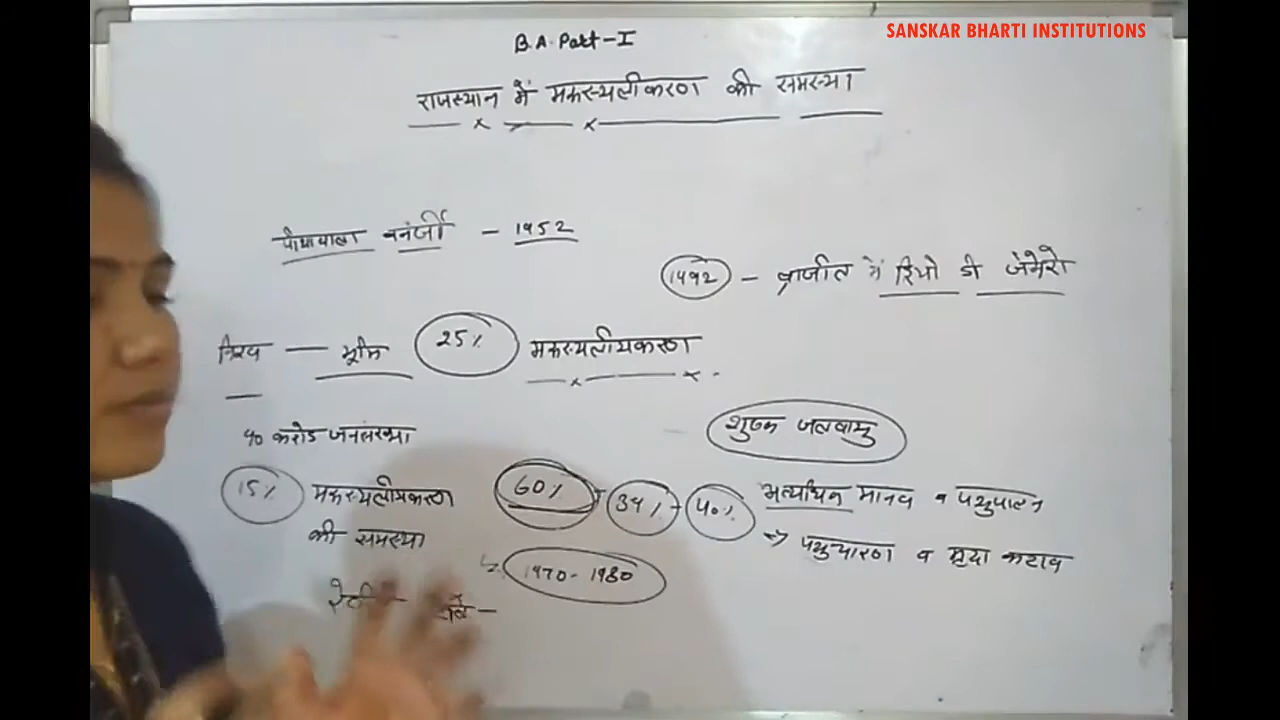 SANSKAR BHARTI INSTITUTIONS
B.A. Part-I
राजस्थान में मरूस्थलीकरण की समस्या
बनर्जी - 1952
1992 - ब्राजील में रियो डी जेनेरो
विश्व - भूमि 25% मरूस्थलीयकरण
40 करोड जनसंख्या
शुष्क जलवायु
15% मरूस्थलीयकरण
की समस्या
60% - 34% - 40%
1970 - 1980
अत्यधिक मानव व पशुपालन
→ पशुचारण व मृदा कटाव